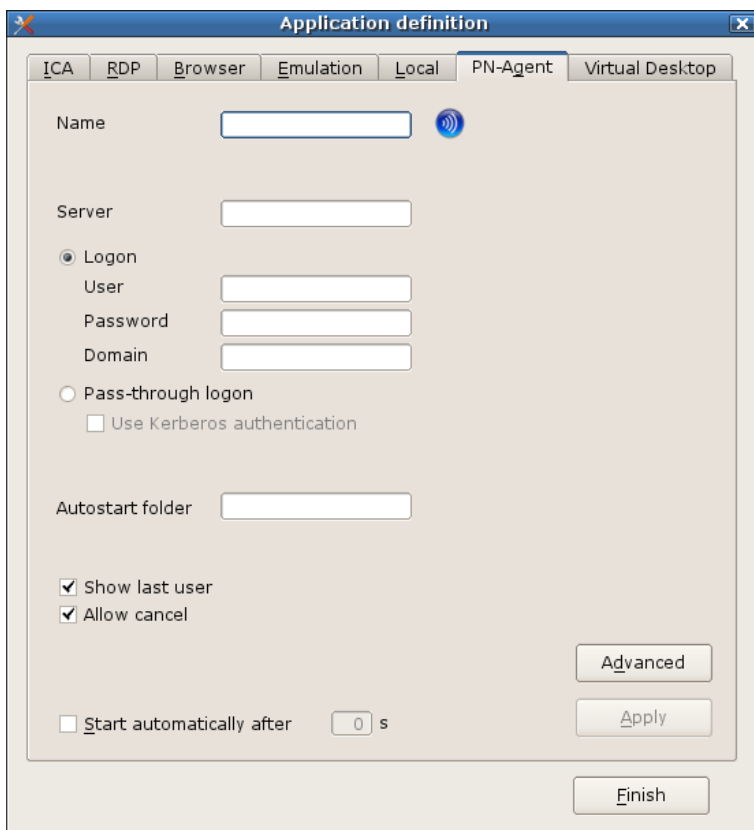 Application definition
ICA RDP Browser Emulation Local PN-Agent Virtual Desktop
Name
Server
Logon
User
Password
Domain
Pass-through logon
Use Kerberos authentication
Autostart folder
Show last user
Allow cancel
Advanced
Start automatically after 0 s
Apply
Finish